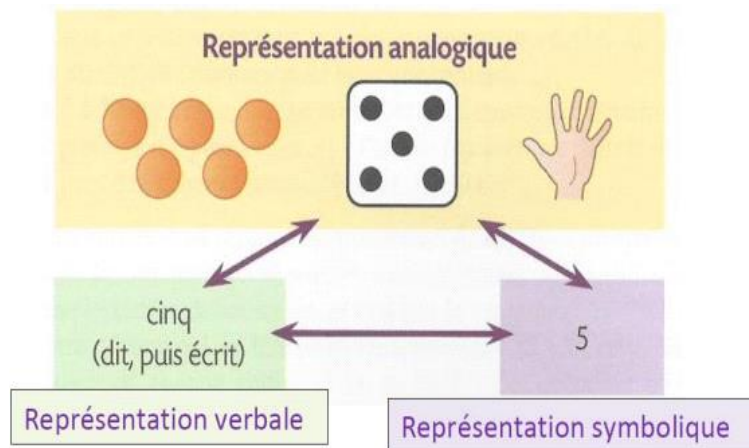 Représentation analogique
cinq
(dit, puis écrit)
5
Représentation verbale
Représentation symbolique